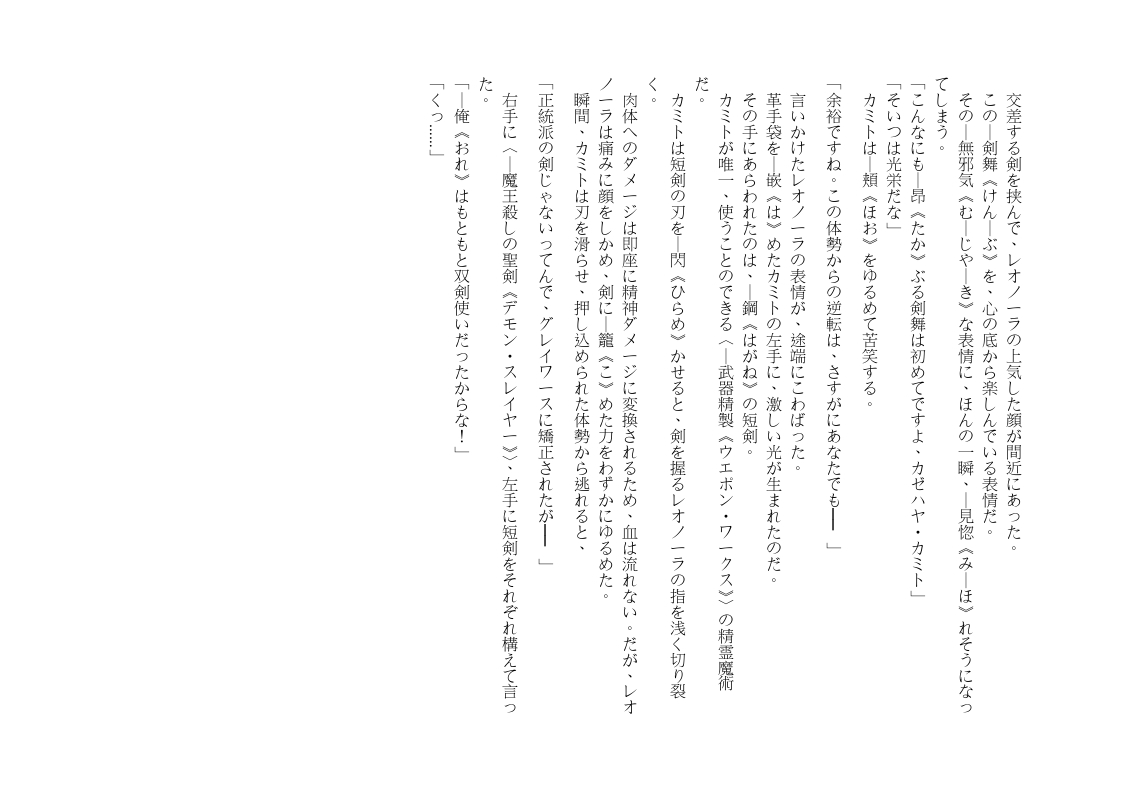 交差する剣を挟んで、レオノーラの上気した顔が間近にあった。
この―剣舞《けん―ぶ》を、心の底から楽しんでいる表情だ。
その―無邪気《む―じゃ―き》な表情に、ほんの一瞬、―見惚《み―ほ》れそうになっ
てしまう。
「こんなにも―昂《たか》ぶる剣舞は初めてですよ、カゼハヤ・カミト」
「そいつは光栄だな」
カミトは―頬《ほお》をゆるめて苦笑する。
「余裕ですね。この体勢からの逆転は、さすがにあなたでも━━ 」
言いかけたレオノーラの表情が、途端にこわばった。
革手袋を―嵌《は》めたカミトの左手に、激しい光が生まれたのだ。
その手にあらわれたのは、―鋼《はがね》の短剣。
カミトが唯一、使うことのできる〈―武器精製《ウエポン・ワークス》〉の精霊魔術
だ。
カミトは短剣の刃を―閃《ひらめ》かせると、剣を握るレオノーラの指を浅く切り裂
く。
肉体へのダメージは即座に精神ダメージに変換されるため、血は流れない。だが、レオ
ノーラは痛みに顔をしかめ、剣に―籠《こ》めた力をわずかにゆるめた。
瞬間、カミトは刃を滑らせ、押し込められた体勢から逃れると、
「正統派の剣じゃないってんで、グレイワースに矯正されたが━━ 」
右手に〈―魔王殺しの聖剣《デモン・スレイヤー》〉、左手に短剣をそれぞれ構えて言っ
た。
「―俺《おれ》はもともと双剣使いだったからな！」
「くっ……」